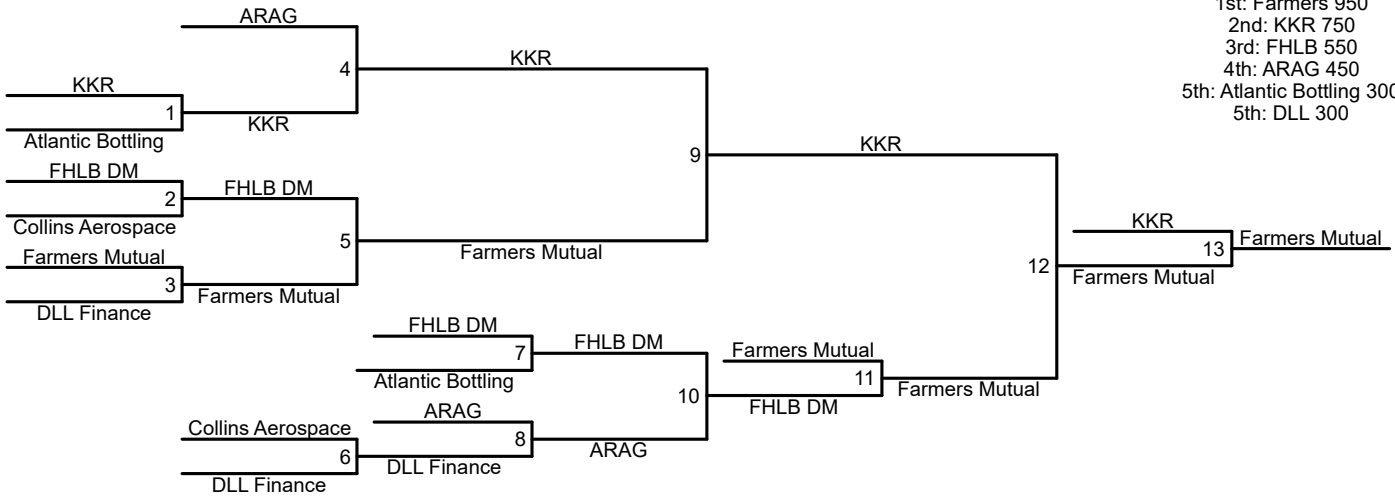 1st: Farmers 950
2nd: KKR 750
3rd: FHLB 550
4th: ARAG 450
5th: Atlantic Bottling 300
5th: DLL 300
ARAG
4
KKR
KKR
1
KKR
Atlantic Bottling
KKR
9
FHLB DM
2
FHLB DM
Collins Aerospace
5
Farmers Mutual
Farmers Mutual
3
Farmers Mutual
DLL Finance
KKR
13
Farmers Mutual
12
Farmers Mutual
FHLB DM
7
FHLB DM
Atlantic Bottling
Farmers Mutual
11
Farmers Mutual
10
FHLB DM
ARAG
8
ARAG
Collins Aerospace
6
DLL Finance
DLL Finance